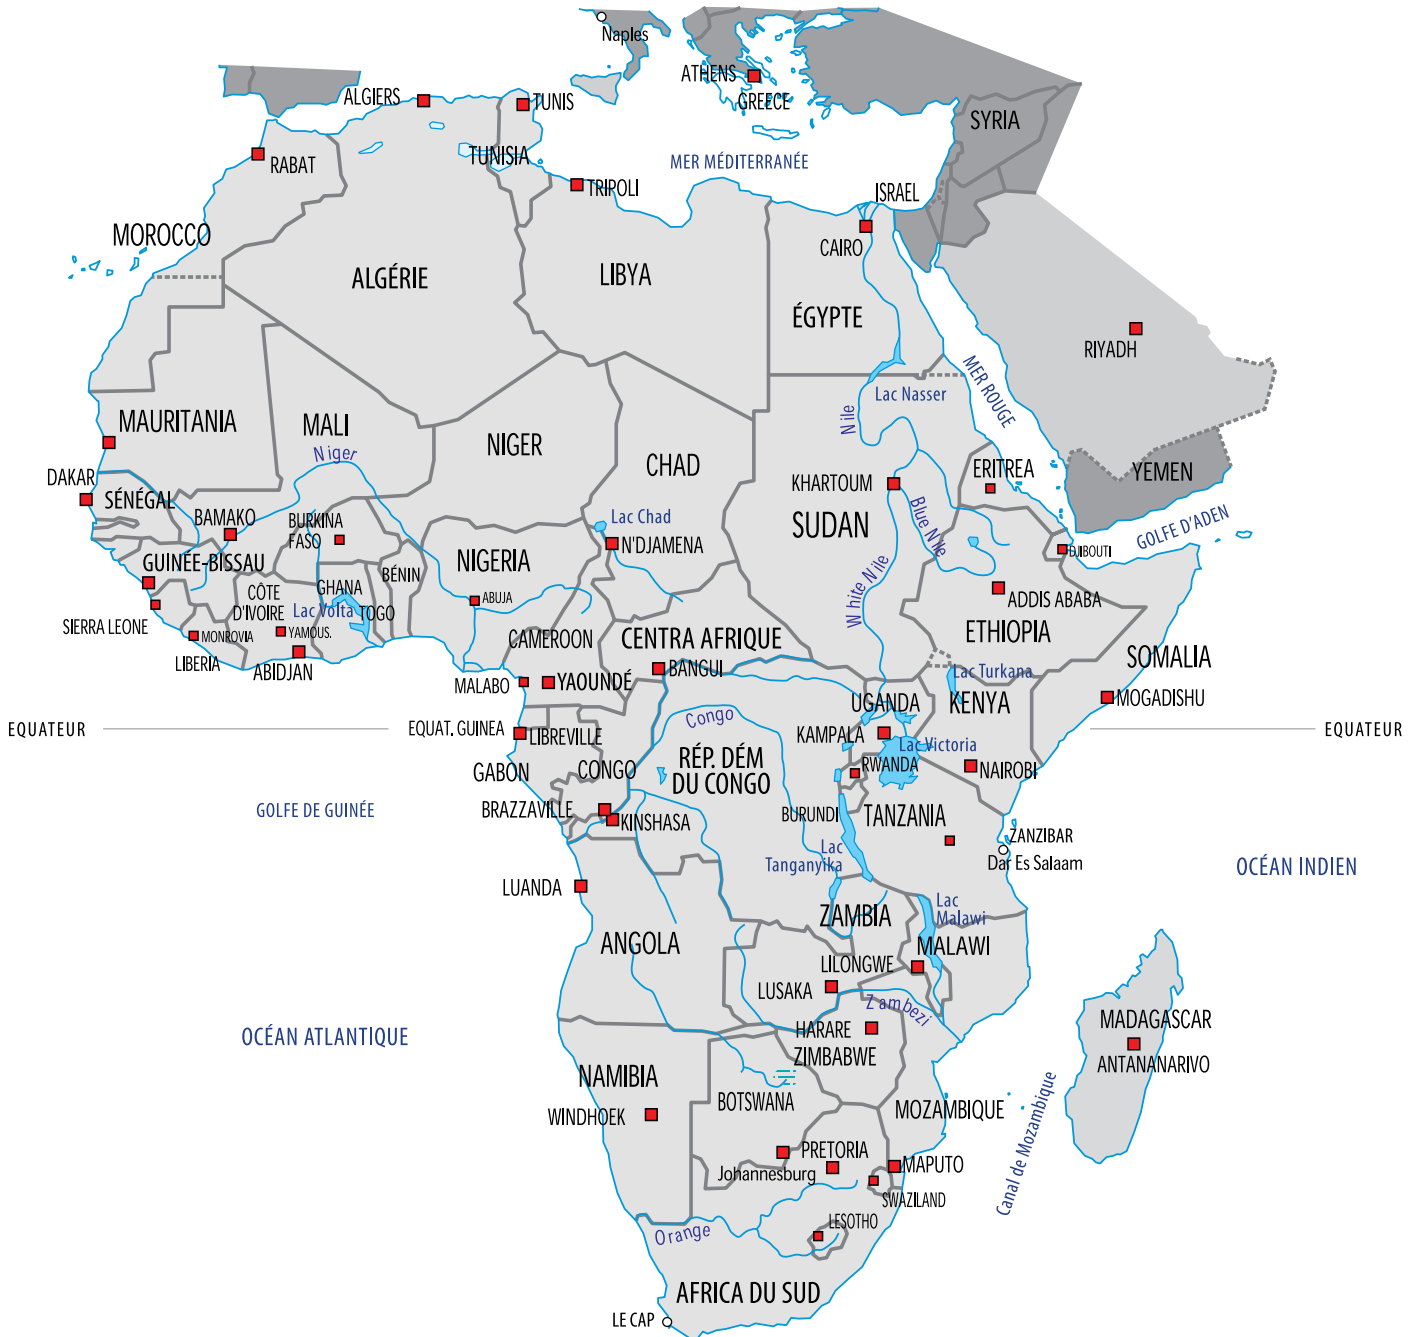 Naples
ATHENS
GREECE
ALGIERS
TUNIS
SYRIA
TUNISIA
MER MÉDITERRANÉE
RABAT
TRIPOLI
ISRAEL
MOROCCO
CAIRO
ALGÉRIE
LIBYA
ÉGYPTE
RIYADH
MER ROUGE
Lac Nasser
Nile
MAURITANIA
MALI
NIGER
Niger
CHAD
ERITREA
YEMEN
DAKAR
SÉNÉGAL
KHARTOUM
SUDAN
Blue Nile
GOLFE D'ADEN
BAMAKO
BURKINA
FASO
Lac Chad
N'DJAMENA
DJIBOUTI
GUINÉE-BISSAU
NIGERIA
BÉNIN
GHANA
CÔTE
D'IVOIRE
Lac Volta
TOGO
ABUJA
White Nile
ADDIS ABABA
ETHIOPIA
SIERRA LEONE
MONROVIA
YAMOUS.
LIBERIA
ABIDJAN
CAMEROON
CENTRA AFRIQUE
BANGUI
SOMALIA
Lac Turkana
MALABO
YAOUNDÉ
UGANDA
KENYA
MOGADISHU
EQUATEUR
EQUAT. GUINEA
LIBREVILLE
Congo
KAMPALA
Lac Victoria
EQUATEUR
GABON
CONGO
RÉP. DÉM
DU CONGO
RWANDA
NAIROBI
GOLFE DE GUINÉE
BRAZZAVILLE
KINSHASA
BURUNDI
TANZANIA
ZANZIBAR
Dar Es Salaam
Lac
Tanganyika
OCÉAN INDIEN
LUANDA
ZAMBIA
Lac
Malawi
ANGOLA
MALAWI
LILONGWE
LUSAKA
Zambezi
OCÉAN ATLANTIQUE
HARARE
ZIMBABWE
MADAGASCAR
ANTANANARIVO
NAMIBIA
WINDHOEK
BOTSWANA
MOZAMBIQUE
Canal de Mozambique
PRETORIA
Johannesburg
MAPUTO
SWAZILAND
LESOTHO
Orange
AFRICA DU SUD
LE CAP